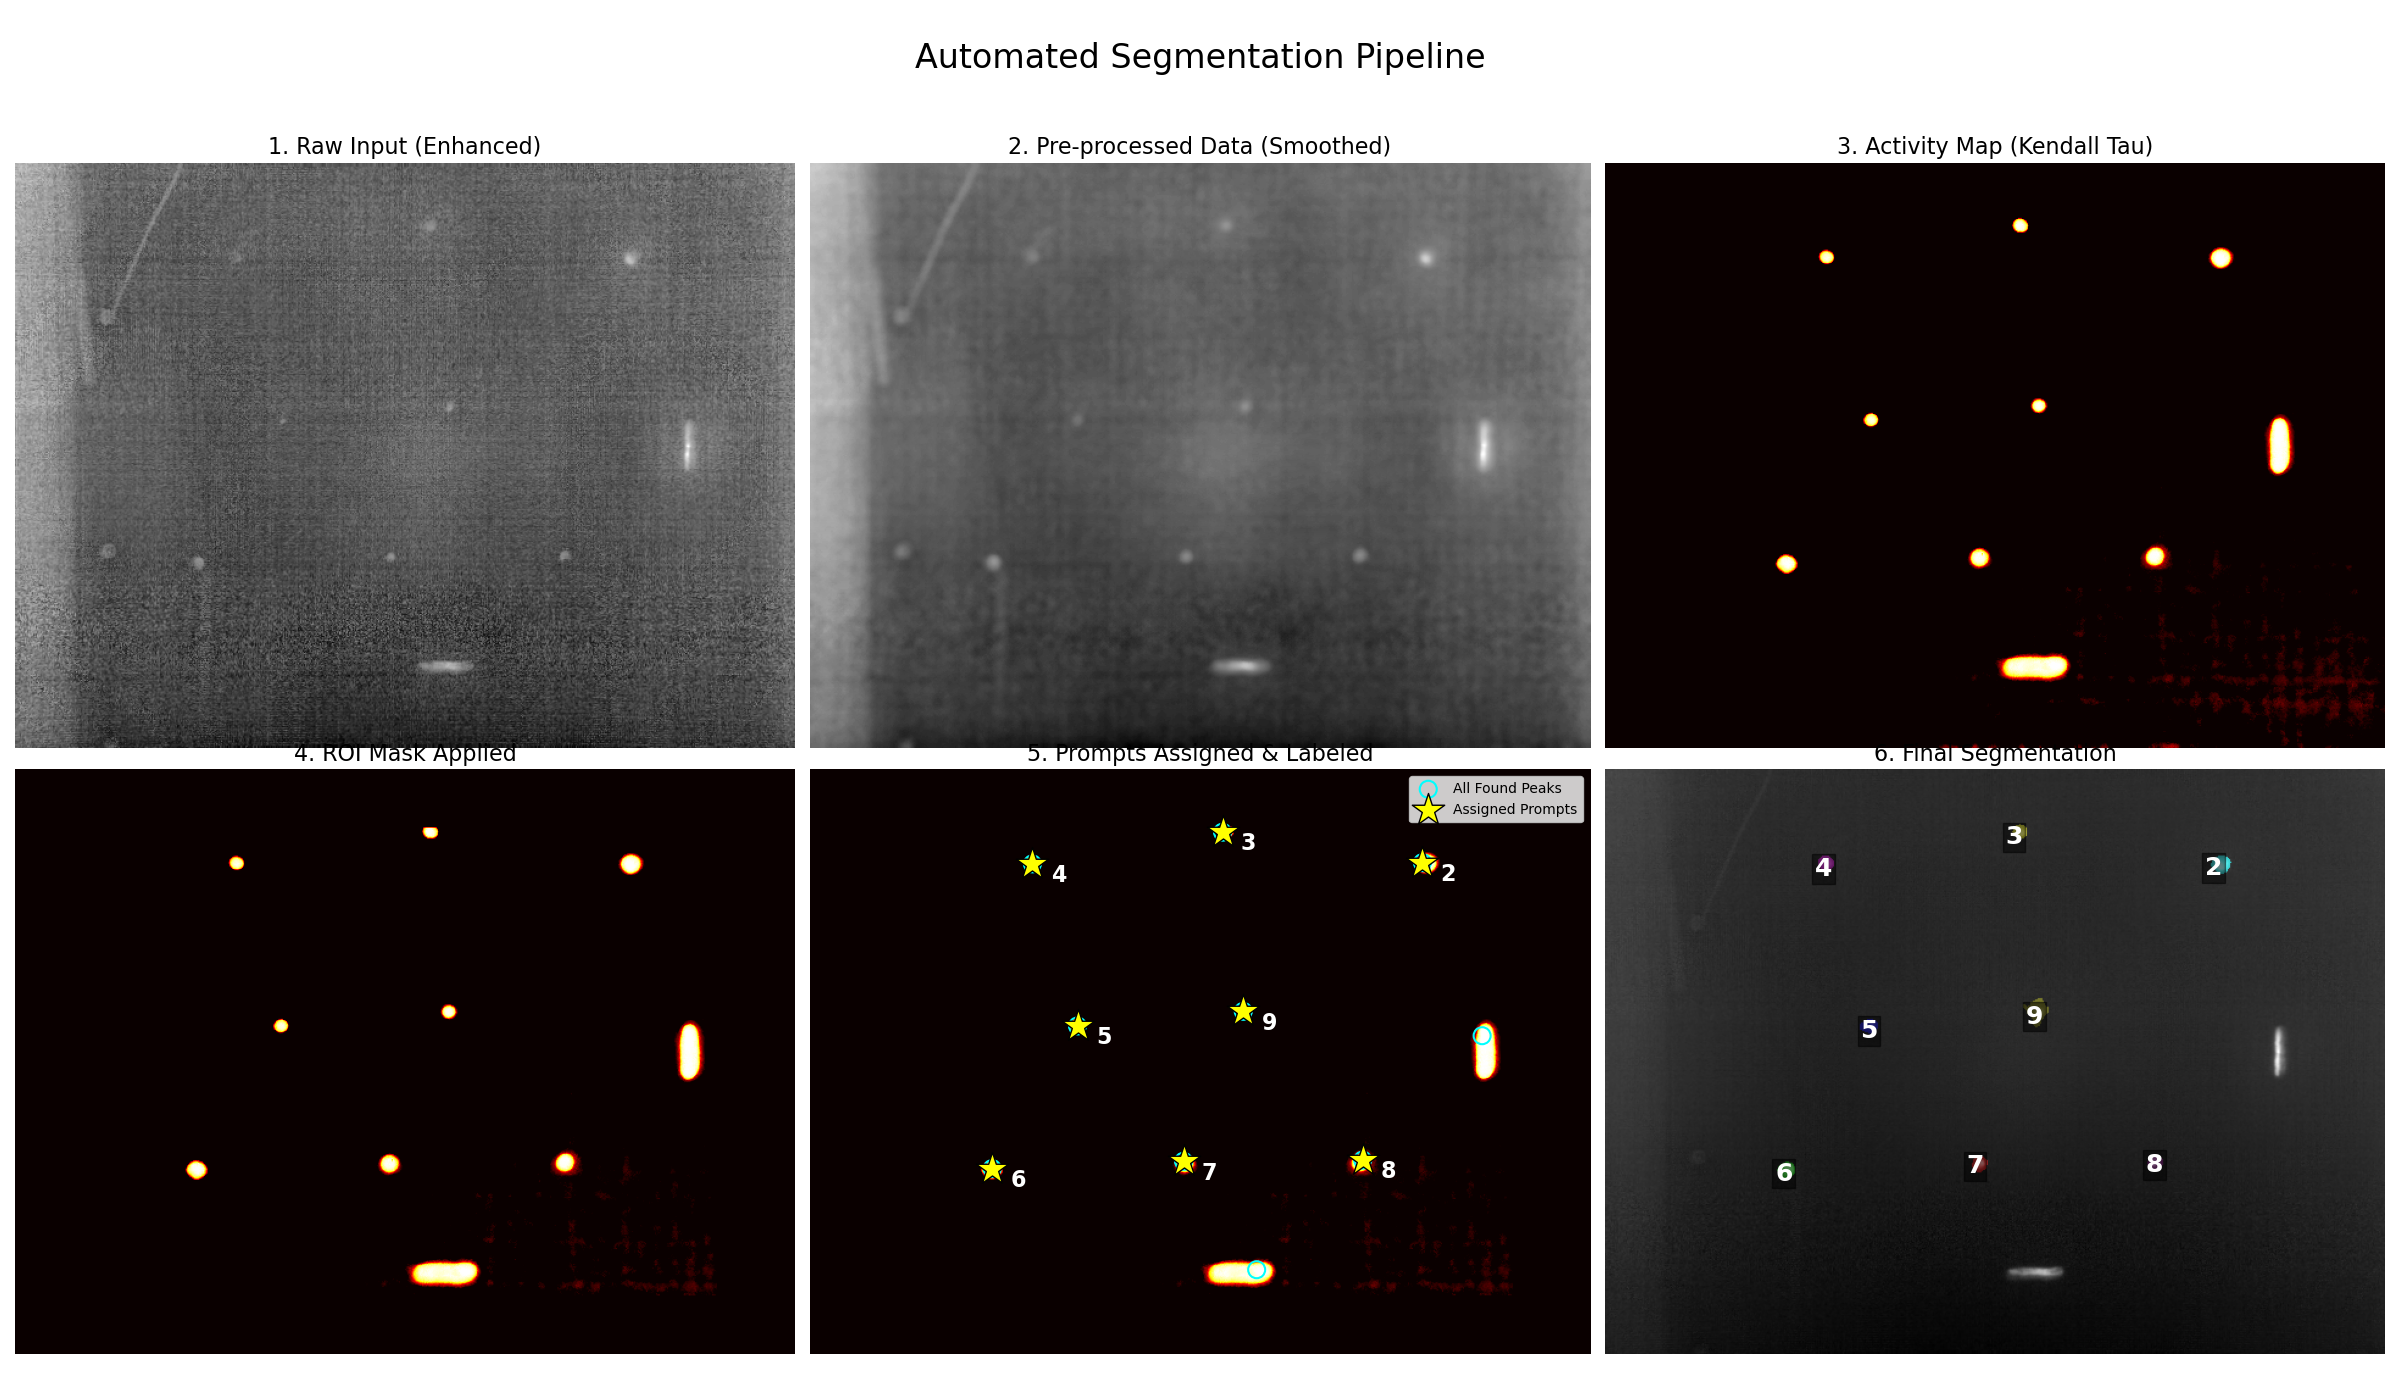 Automated Segmentation Pipeline
1. Raw Input (Enhanced)
2. Pre-processed Data (Smoothed)
3. Activity Map (Kendall Tau)
4. ROI Mask Applied
5. Prompts Assigned & Labeled
6. Final Segmentation
All Found Peaks
Assigned Prompts
3
4
2
5
9
6
7
8
3
4
2
5
9
6
7
8